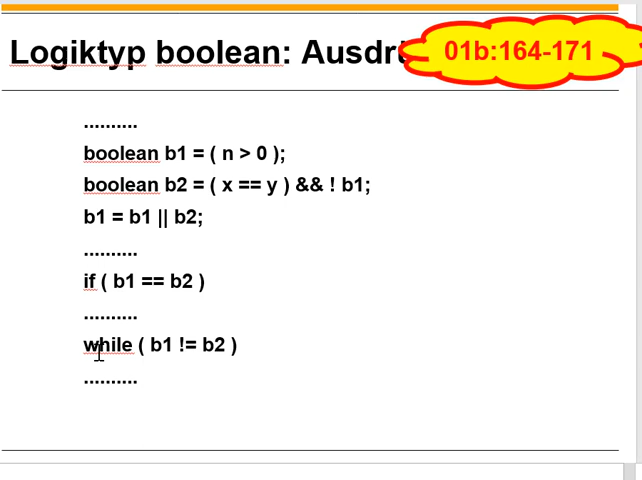 Logiktyp boolean:
01b:164-171
..........
boolean b1 = ( n > 0 );
boolean b2 = ( x == y ) && ! b1;
b1 = b1 || b2;
..........
if ( b1 == b2 )
..........
while ( b1 != b2 )
..........